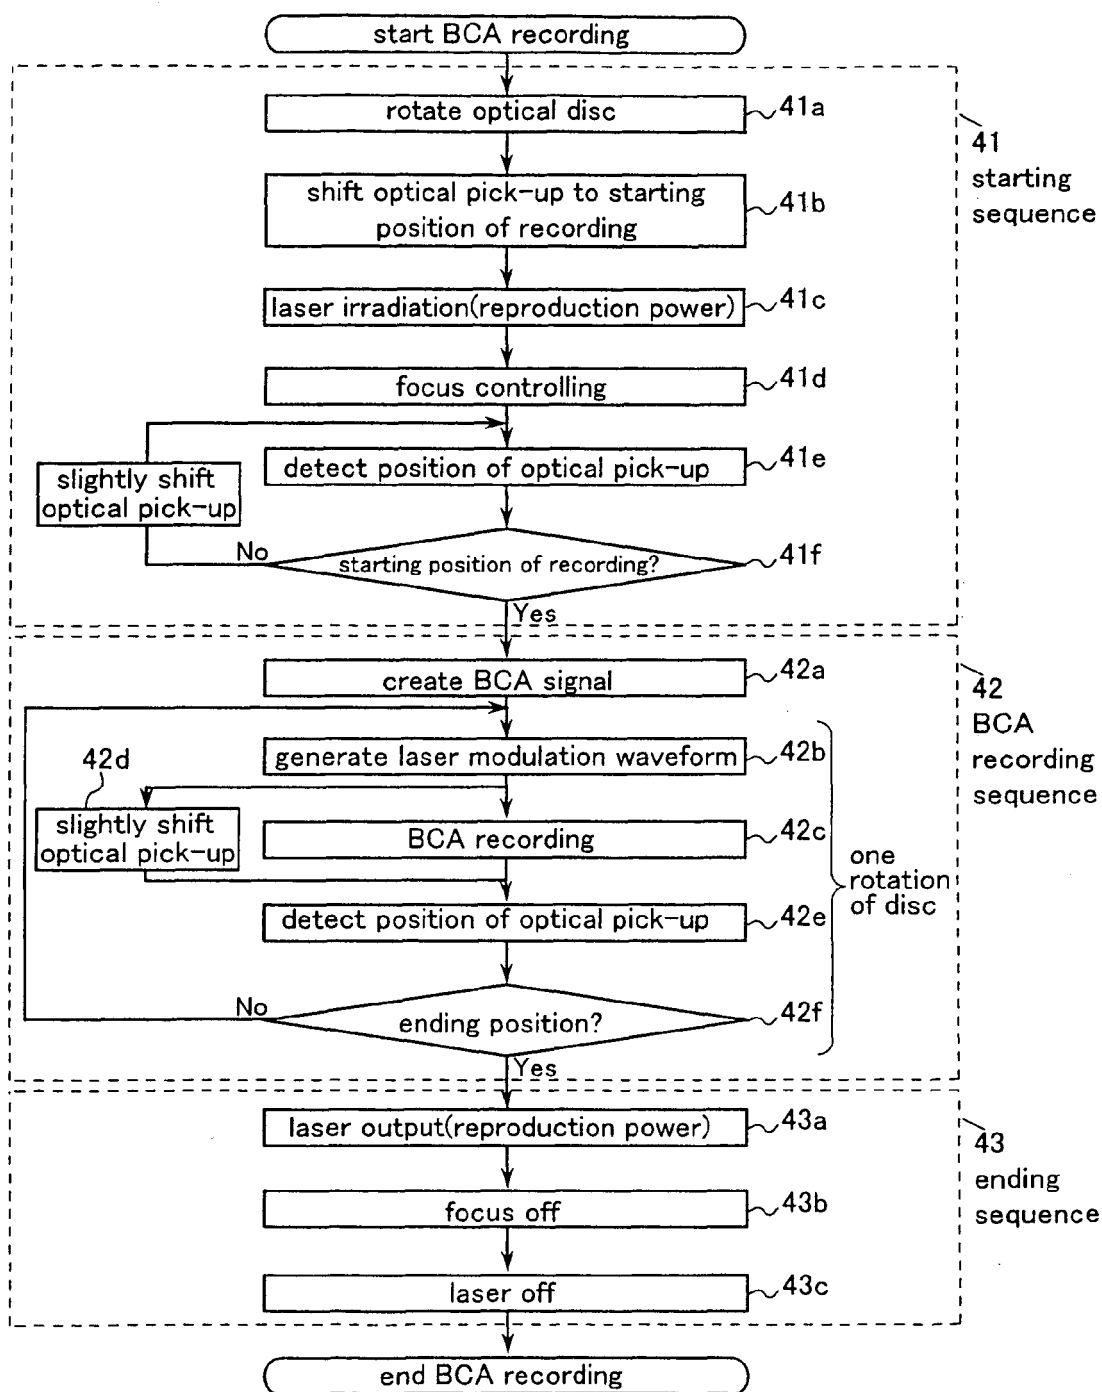 start BCA recording
rotate optical disc
41a
41
starting
sequence
shift optical pick-up to starting
position of recording
41b
laser irradiation(reproduction power)
41c
focus controlling
41d
detect position of optical pick-up
41e
slightly shift
optical pick-up
No
starting position of recording?
41f
Yes
create BCA signal
42a
42
BCA
recording
sequence
generate laser modulation waveform
42b
42d
slightly shift
optical pick-up
BCA recording
42c
one
rotation
of disc
detect position of optical pick-up
42e
No
ending position?
42f
Yes
laser output(reproduction power)
43a
43
ending
sequence
focus off
43b
laser off
43c
end BCA recording